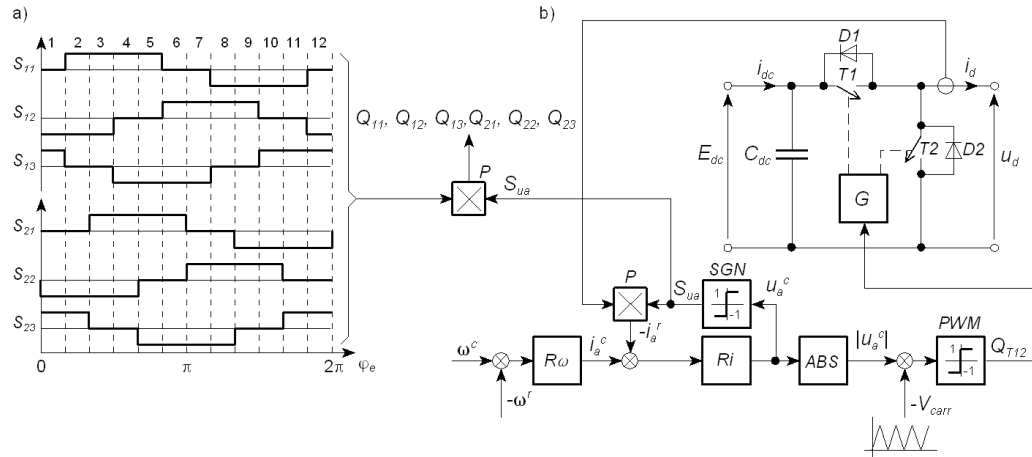 a)
1 2 3 4 5 6 7 8 9 10 11 12
S11
S12
S13
S21
S22
S23
0 π 2π φe
Q11, Q12, Q13, Q21, Q22, Q23
P
Sua
b)
D1
idc
T1
id
Edc
Cdc
T2
D2
ud
G
P
Sua
SGN
1
-1
uac
-iar
ωc
Rω
iac
Ri
ABS
|uac|
PWM
1
-1
QT12
-ωr
-Vcarr